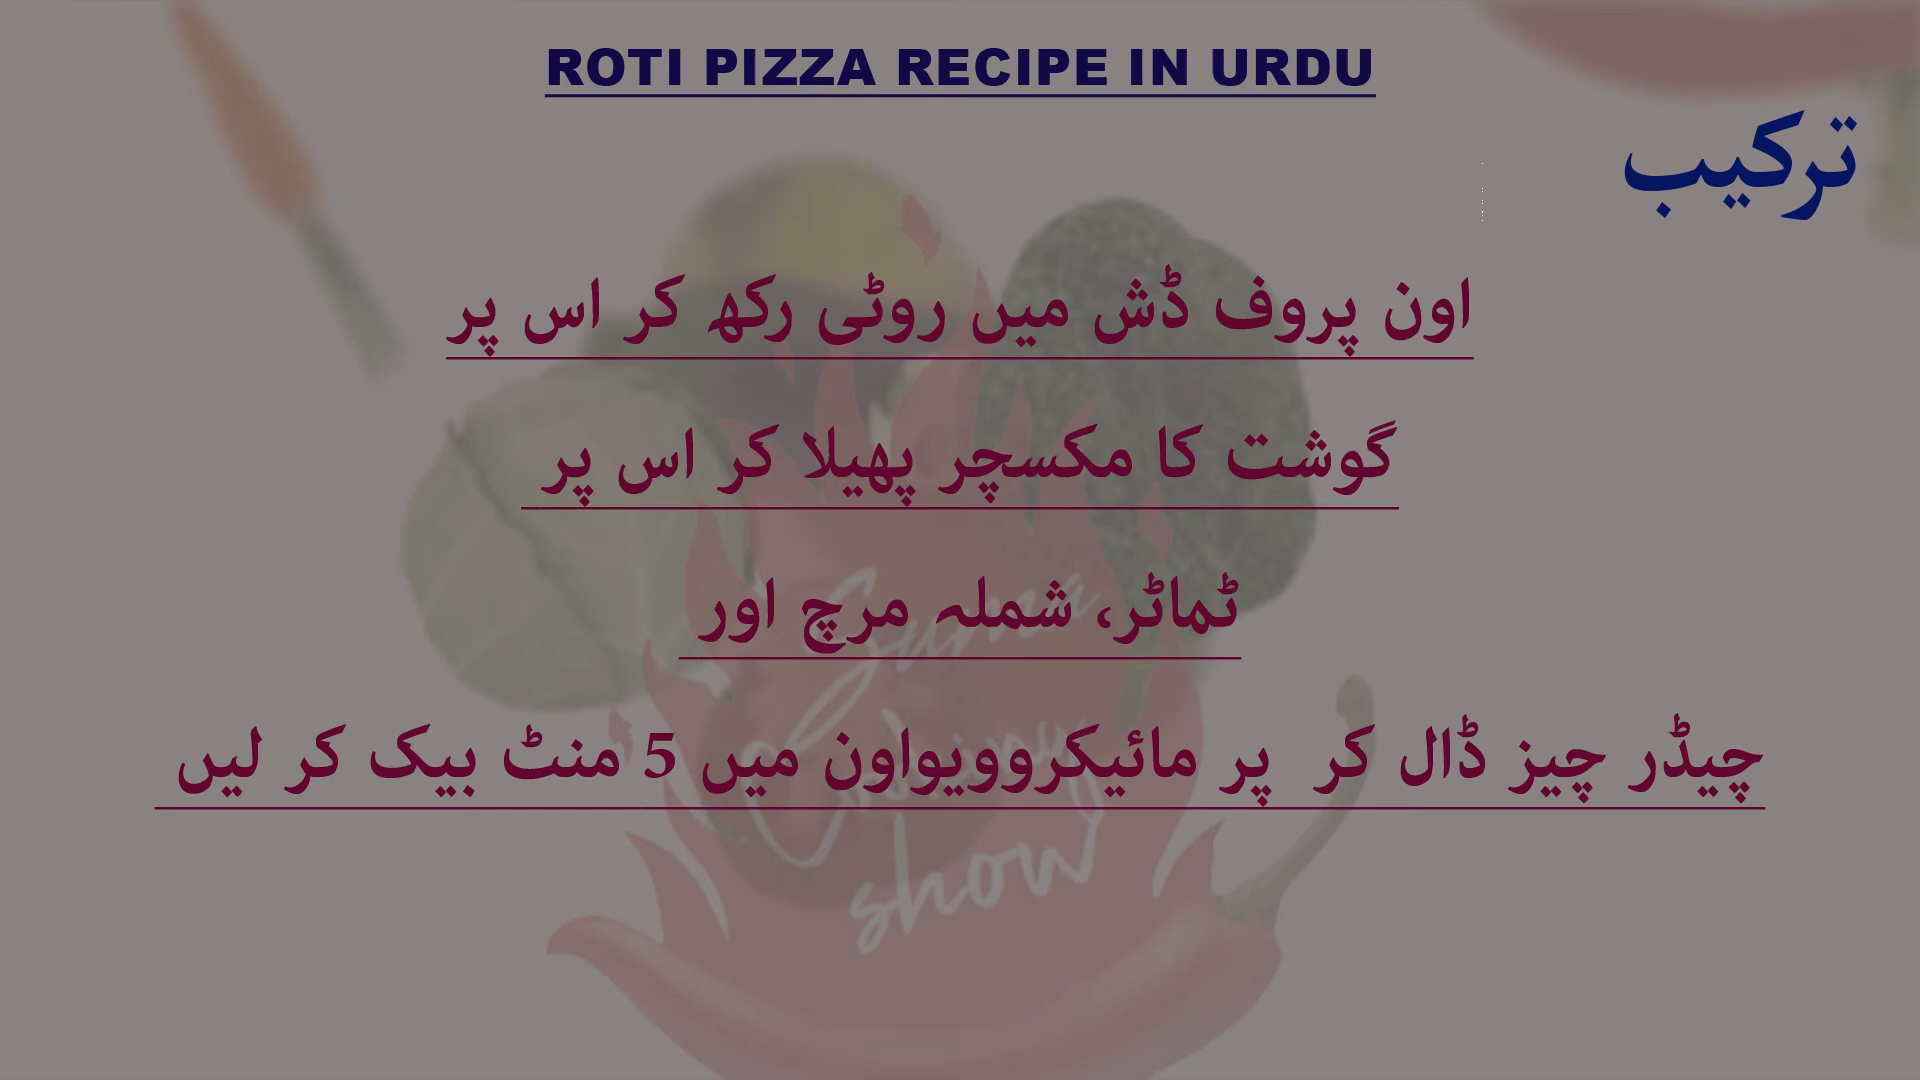 ROTI PIZZA RECIPE IN URDU
ترکیب
اون پروف ڈش میں روٹی رکھ کر اس پر
گوشت کا مکسچر پھیلا کر اس پر
ٹماٹر، شملہ مرچ اور
چیڈر چیز ڈال کر پر مائیکروویواون میں 5 منٹ بیک کر لیں
Cooking
show